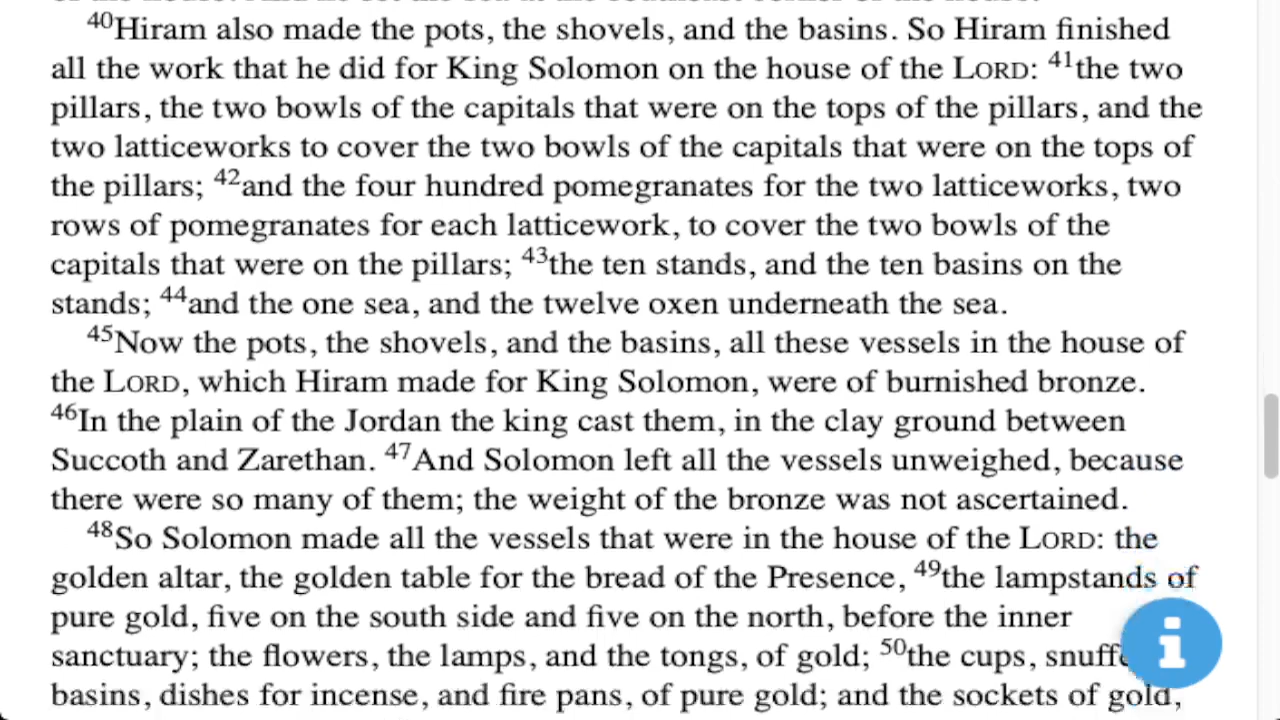 40Hiram also made the pots, the shovels, and the basins. So Hiram finished
all the work that he did for King Solomon on the house of the LORD: 41the two
pillars, the two bowls of the capitals that were on the tops of the pillars, and the
two latticeworks to cover the two bowls of the capitals that were on the tops of
the pillars; 42and the four hundred pomegranates for the two latticeworks, two
rows of pomegranates for each latticework, to cover the two bowls of the
capitals that were on the pillars; 43the ten stands, and the ten basins on the
stands; 44and the one sea, and the twelve oxen underneath the sea.
45Now the pots, the shovels, and the basins, all these vessels in the house of
the LORD, which Hiram made for King Solomon, were of burnished bronze.
46In the plain of the Jordan the king cast them, in the clay ground between
Succoth and Zarethan. 47And Solomon left all the vessels unweighed, because
there were so many of them; the weight of the bronze was not ascertained.
48So Solomon made all the vessels that were in the house of the LORD: the
golden altar, the golden table for the bread of the Presence, 49the lampstands of
pure gold, five on the south side and five on the north, before the inner
sanctuary; the flowers, the lamps, and the tongs, of gold; 50the cups,
basins, dishes for incense, and fire pans, of pure gold; and the sockets of gold,